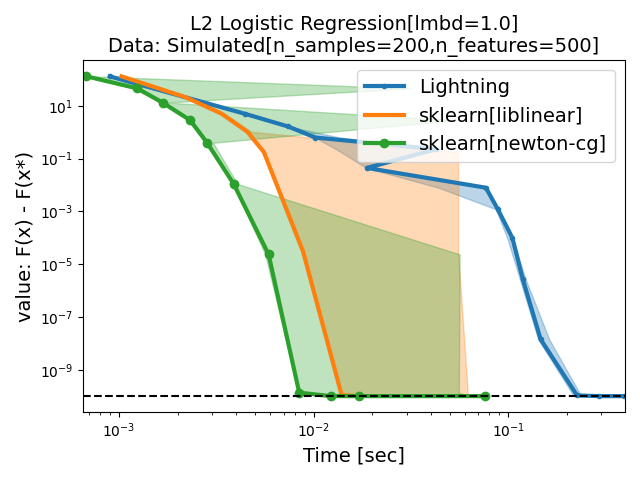 L2 Logistic Regression[lmbd=1.0]
Data: Simulated[n_samples=200,n_features=500]
value: F(x) - F(x*)
10¹
10⁻¹
10⁻³
10⁻⁵
10⁻⁷
10⁻⁹
Lightning
sklearn[liblinear]
sklearn[newton-cg]
10⁻³
10⁻²
10⁻¹
Time [sec]